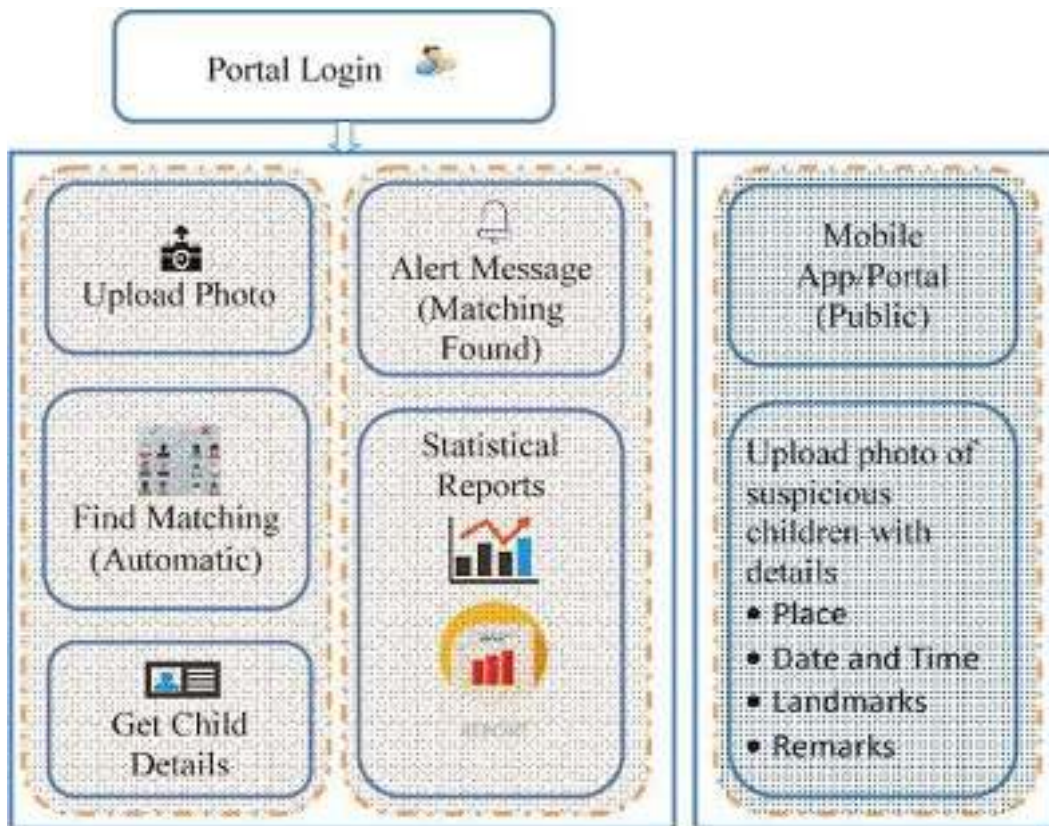 Portal Login
Upload Photo
Find Matching
(Automatic)
Get Child
Details
Alert Message
(Matching
Found)
Statistical
Reports
REPORT
Mobile
App/Portal
(Public)
Upload photo of
suspicious
children with
details
• Place
• Date and Time
• Landmarks
• Remarks